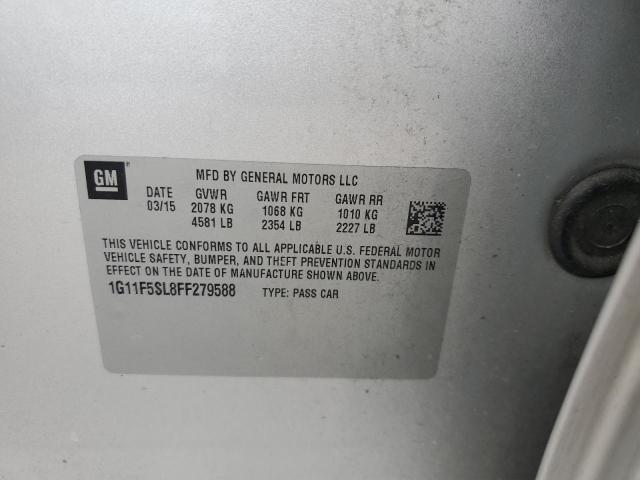 GM ®
MFD BY GENERAL MOTORS LLC
DATE GVWR GAWR FRT GAWR RR
03/15 2078 KG 1068 KG 1010 KG
4581 LB 2354 LB 2227 LB
THIS VEHICLE CONFORMS TO ALL APPLICABLE U.S. FEDERAL MOTOR
VEHICLE SAFETY, BUMPER, AND THEFT PREVENTION STANDARDS IN
EFFECT ON THE DATE OF MANUFACTURE SHOWN ABOVE.
1G11F5SL8FF279588 TYPE: PASS CAR